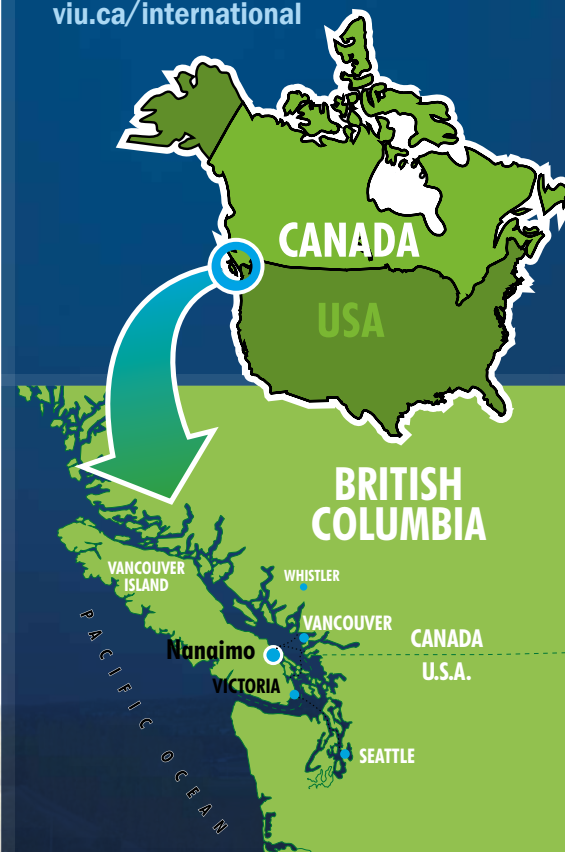 viu.ca/international
CANADA
USA
BRITISH
COLUMBIA
VANCOUVER
ISLAND
WHISTLER
VANCOUVER
CANADA
Nanaimo
U.S.A.
VICTORIA
PACIFIC OCEAN
SEATTLE